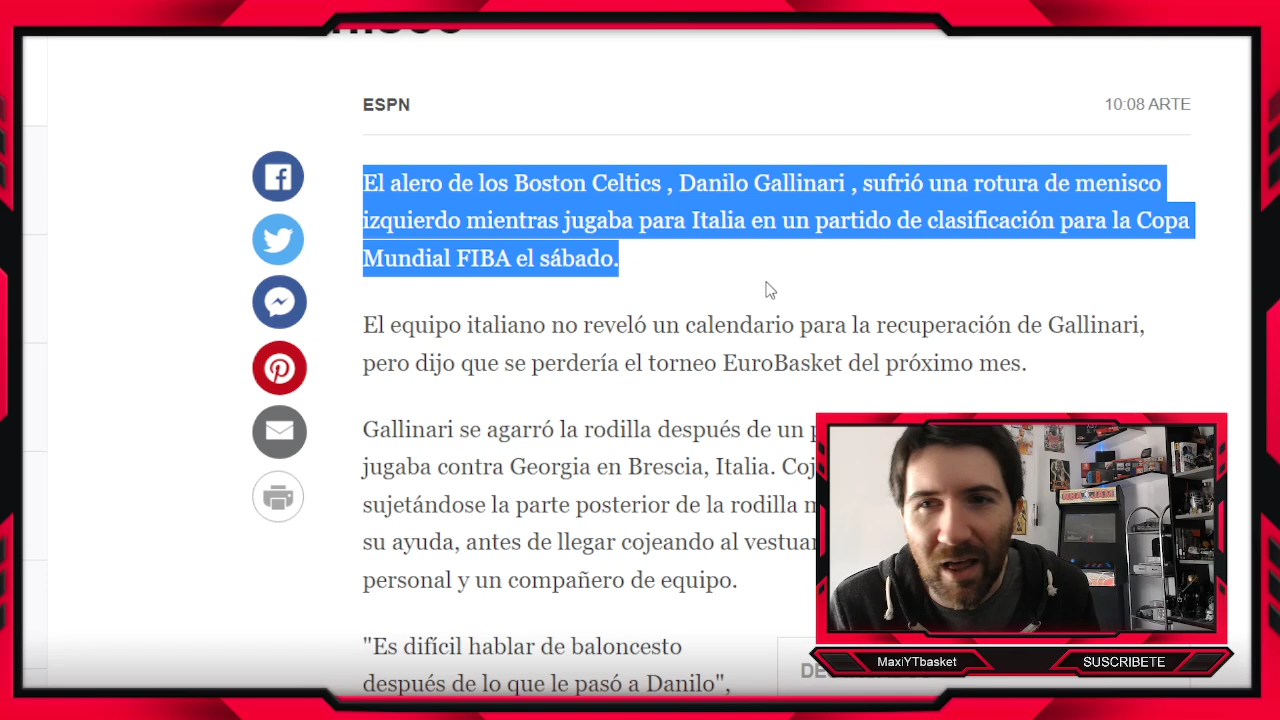 ESPN
10:08 ARTE
El alero de los Boston Celtics , Danilo Gallinari , sufrió una rotura de menisco
izquierdo mientras jugaba para Italia en un partido de clasificación para la Copa
Mundial FIBA el sábado.
El equipo italiano no reveló un calendario para la recuperación de Gallinari,
pero dijo que se perdería el torneo EuroBasket del próximo mes.
Gallinari se agarró la rodilla después de un
jugaba contra Georgia en Brescia, Italia.
sujetándose la parte posterior de la rodilla
su ayuda, antes de llegar cojeando al
personal y un compañero de equipo.
"Es difícil hablar de baloncesto
después de lo que le pasó a Danilo",
NBA JAM
MaxiYTbasket
SUSCRIBETE